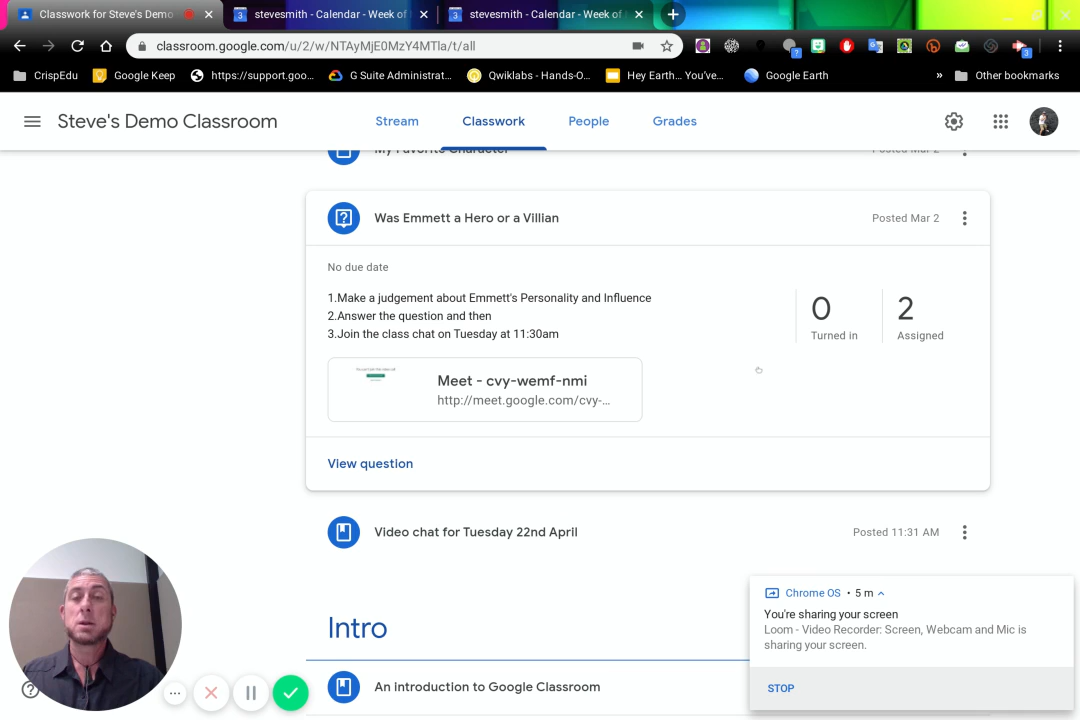 Classwork for Steve's Demo
stevesmith - Calendar - Week of
stevesmith - Calendar - Week of
classroom.google.com/u/2/w/NTAyMjE0MzY4MTla/t/all
CrispEdu
Google Keep
https://support.goo...
G Suite Administrat...
Qwiklabs - Hands-O...
Hey Earth... You've...
Google Earth
»
Other bookmarks
Steve's Demo Classroom
Stream
Classwork
People
Grades
My Favorite Character
Posted Mar 2
Was Emmett a Hero or a Villian
Posted Mar 2
No due date
1.Make a judgement about Emmett's Personality and Influence
2.Answer the question and then
3.Join the class chat on Tuesday at 11:30am
0
Turned in
2
Assigned
Meet - cvy-wemf-nmi
http://meet.google.com/cvy-...
View question
Video chat for Tuesday 22nd April
Posted 11:31 AM
Intro
An introduction to Google Classroom
Chrome OS • 5 m
You're sharing your screen
Loom - Video Recorder: Screen, Webcam and Mic is
sharing your screen.
STOP